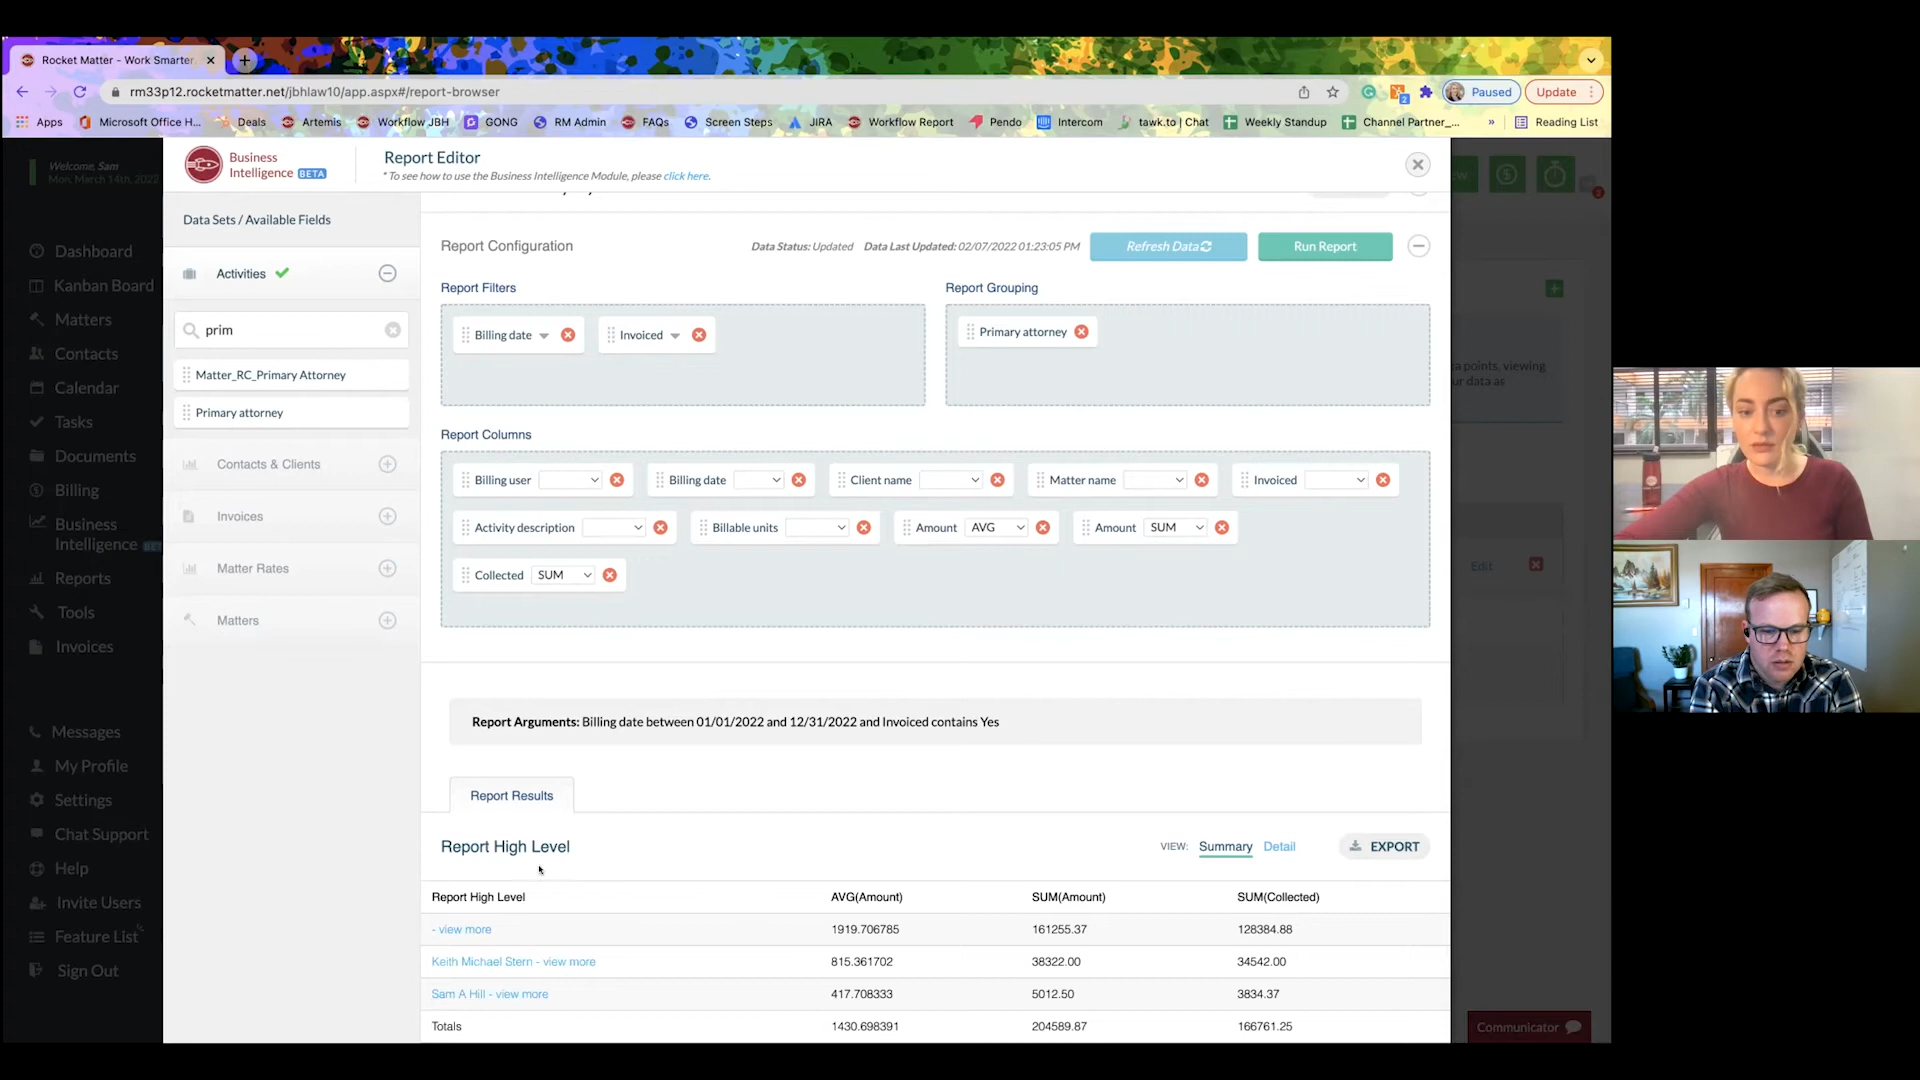 Rocket Matter - Work Smarter
rm33p12.rocketmatter.net/jbhlaw10/app.aspx#/report-browser
Paused
Update
Apps
Microsoft Office H...
Deals
Artemis
Workflow JBH
GONG
RM Admin
FAQs
Screen Steps
JIRA
Workflow Report
Pendo
Intercom
tawk.to | Chat
Weekly Standup
Channel Partner_...
»
Reading List
Welcome, Sam
Mon, March 14th, 2022
Dashboard
Kanban Board
Matters
Contacts
Calendar
Tasks
Documents
Billing
Business
Intelligence
Reports
Tools
Invoices
Messages
My Profile
Settings
Chat Support
Help
Invite Users
Feature List
Sign Out
Business
Intelligence BETA
Report Editor
* To see how to use the Business Intelligence Module, please click here.
Data Sets / Available Fields
Activities
prim
Matter_RC_Primary Attorney
Primary attorney
Contacts & Clients
Invoices
Matter Rates
Matters
Report Configuration
Data Status: Updated Data Last Updated: 02/07/2022 01:23:05 PM
Refresh Data
Run Report
Report Filters
Billing date
Invoiced
Report Grouping
Primary attorney
Report Columns
Billing user
Billing date
Client name
Matter name
Invoiced
Activity description
Billable units
Amount AVG
Amount SUM
Collected SUM
Report Arguments: Billing date between 01/01/2022 and 12/31/2022 and Invoiced contains Yes
Report Results
Report High Level
VIEW: Summary Detail
EXPORT
Report High Level AVG(Amount) SUM(Amount) SUM(Collected)
- view more 1919.706785 161255.37 128384.88
Keith Michael Stern - view more 815.361702 38322.00 34542.00
Sam A Hill - view more 417.708333 5012.50 3834.37
Totals 1430.698391 204589.87 166761.25
a points, viewing
ur data as
Edit
2
Communicator